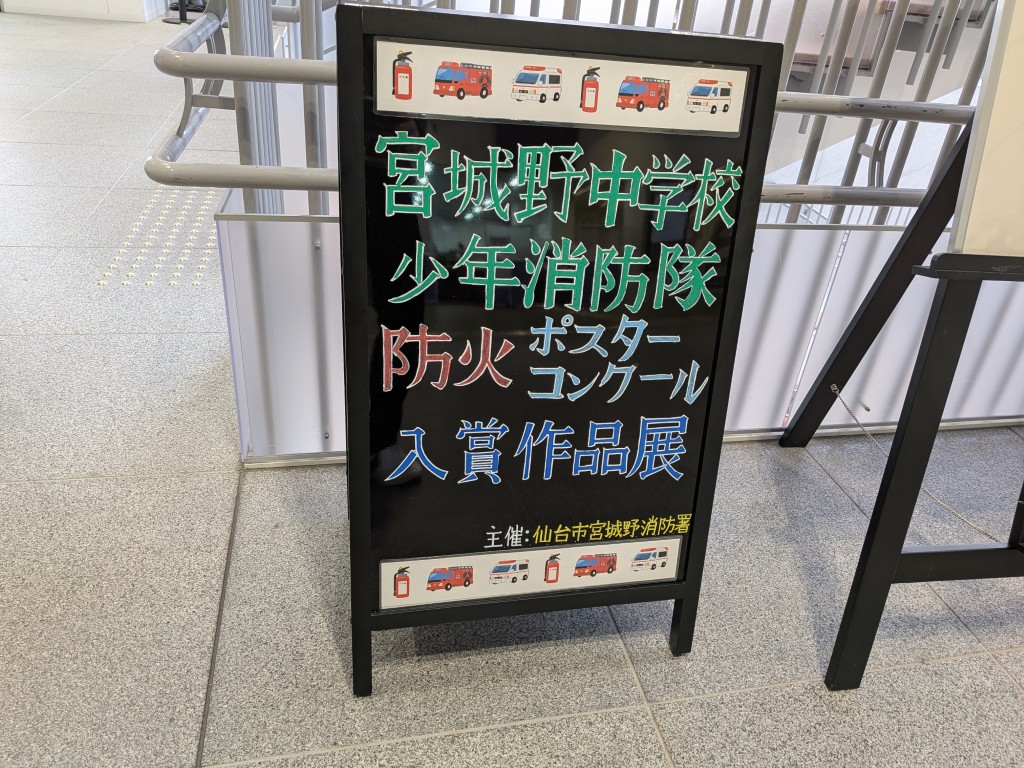 宮城野中学校
少年消防隊
防火 ポスター
コンクール
入賞作品展
主催:仙台市宮城野消防署